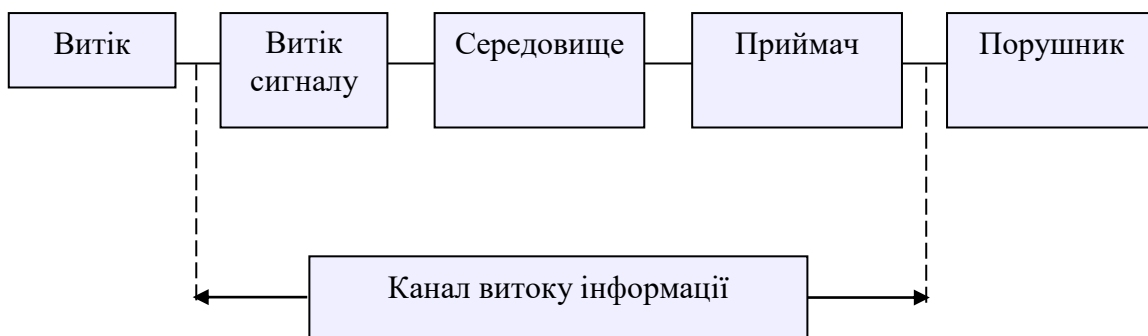 Витік
Витік
сигналу
Середовище
Приймач
Порушник
Канал витоку інформації